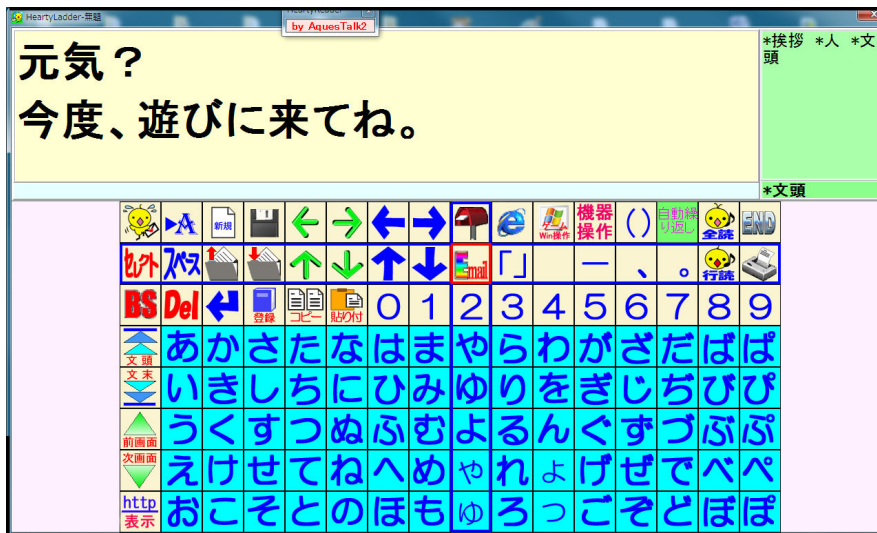 HeartyLadder-無題
by AquesTalk2
元気？
今度、遊びに来てね。
*挨拶 *人 *文
頭
*文頭
A 新規 Win操作 機器操作 () 自動繰り返し 全読 END
セレクト スペース Email 「」 ― 、 。 行読
BS Del 登録 コピー 貼り付 0 1 2 3 4 5 6 7 8 9
文頭 あ か さ た な は ま や ら わ が ざ だ ば ぱ
文末 い き し ち に ひ み ゆ り を ぎ じ ぢ び ぴ
前画面 う く す つ ぬ ふ む よ る ん ぐ ず づ ぶ ぷ
次画面 え け せ て ね へ め ゃ れ ょ げ ぜ で べ ぺ
http表示 お こ そ と の ほ も ゅ ろ っ ご ぞ ど ぼ ぽ